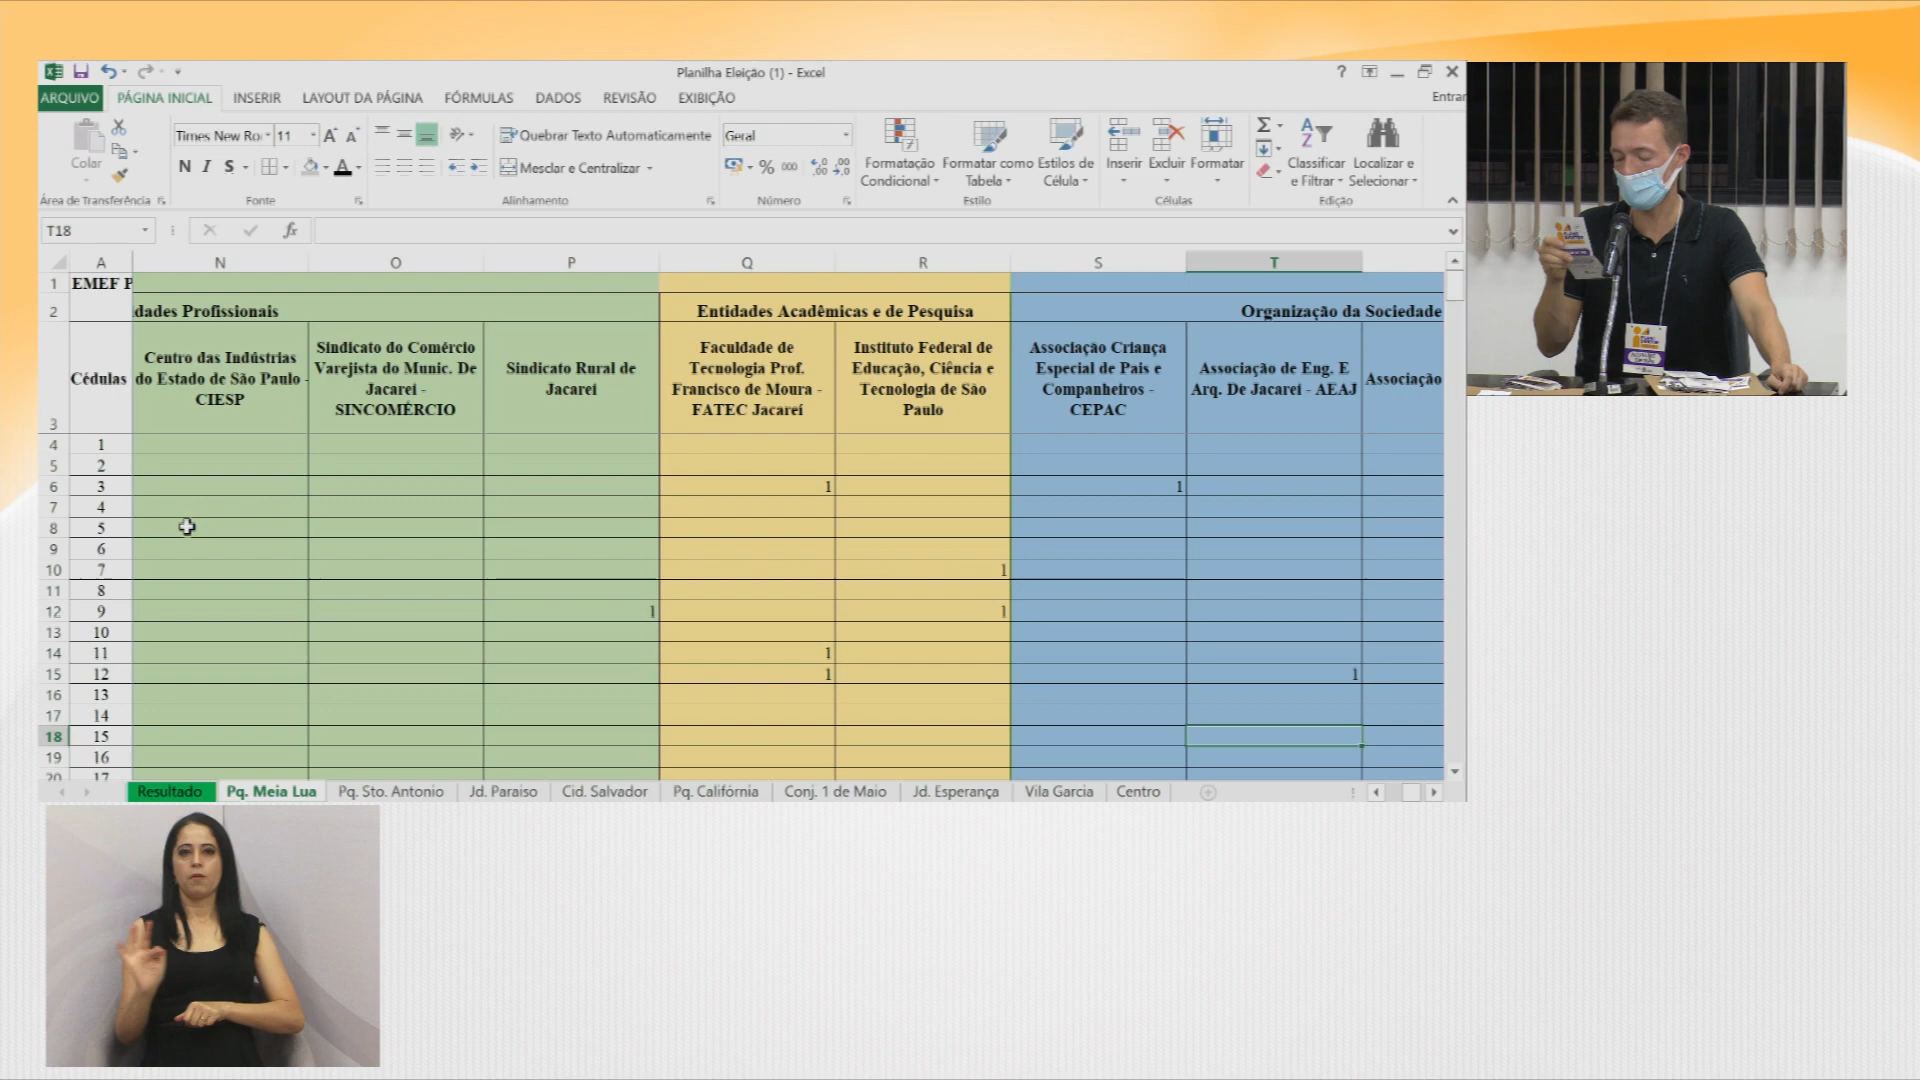 Planilha Eleição (1) - Excel
ARQUIVO PÁGINA INICIAL INSERIR LAYOUT DA PÁGINA FÓRMULAS DADOS REVISÃO EXIBIÇÃO Entrar
Times New Ro 11 Quebrar Texto Automaticamente Geral
Colar N I S A Mesclar e Centralizar % 000
Formatação Condicional Formatar como Tabela Estilos de Célula Inserir Excluir Formatar Classificar e Filtrar Localizar e Selecionar
Área de Transferência Fonte Alinhamento Número Estilo Células Edição
T18 fx
A N O P Q R S T
1 EMEF P
2 dades Profissionais Entidades Acadêmicas e de Pesquisa Organização da Sociedade
3 Cédulas
Centro das Indústrias
do Estado de São Paulo -
CIESP
Sindicato do Comércio
Varejista do Munic. De
Jacareí -
SINCOMÉRCIO
Sindicato Rural de
Jacareí
Faculdade de
Tecnologia Prof.
Francisco de Moura -
FATEC Jacareí
Instituto Federal de
Educação, Ciência e
Tecnologia de São
Paulo
Associação Criança
Especial de Pais e
Companheiros -
CEPAC
Associação de Eng. E
Arq. De Jacareí - AEAJ
Associação
4 1
5 2
6 3 1 1
7 4
8 5
9 6
10 7 1
11 8
12 9 1 1
13 10
14 11 1
15 12 1 1
16 13
17 14
18 15
19 16
20 17
Resultado Pq. Meia Lua Pq. Sto. Antonio Jd. Paraiso Cid. Salvador Pq. Califórnia Conj. 1 de Maio Jd. Esperança Vila Garcia Centro